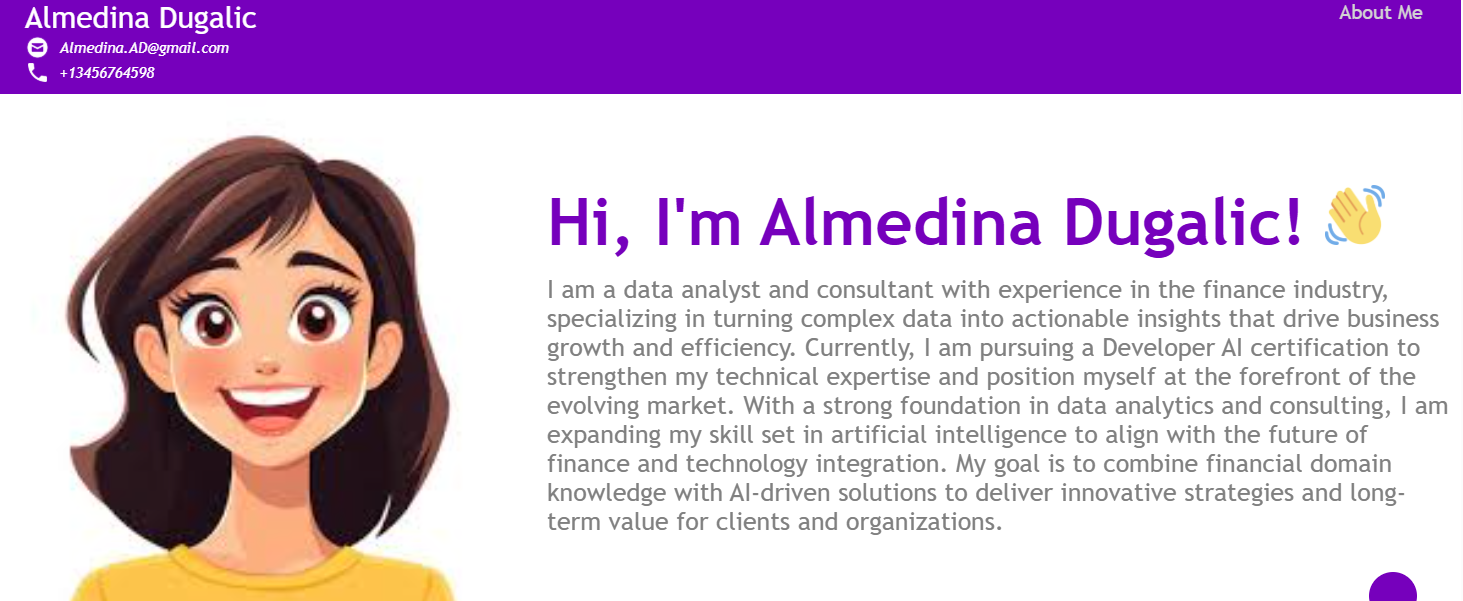 Almedina Dugalic
About Me
Almedina.AD@gmail.com
+13456764598
Hi, I'm Almedina Dugalic! 👋
I am a data analyst and consultant with experience in the finance industry,
specializing in turning complex data into actionable insights that drive business
growth and efficiency. Currently, I am pursuing a Developer AI certification to
strengthen my technical expertise and position myself at the forefront of the
evolving market. With a strong foundation in data analytics and consulting, I am
expanding my skill set in artificial intelligence to align with the future of
finance and technology integration. My goal is to combine financial domain
knowledge with AI-driven solutions to deliver innovative strategies and long-
term value for clients and organizations.